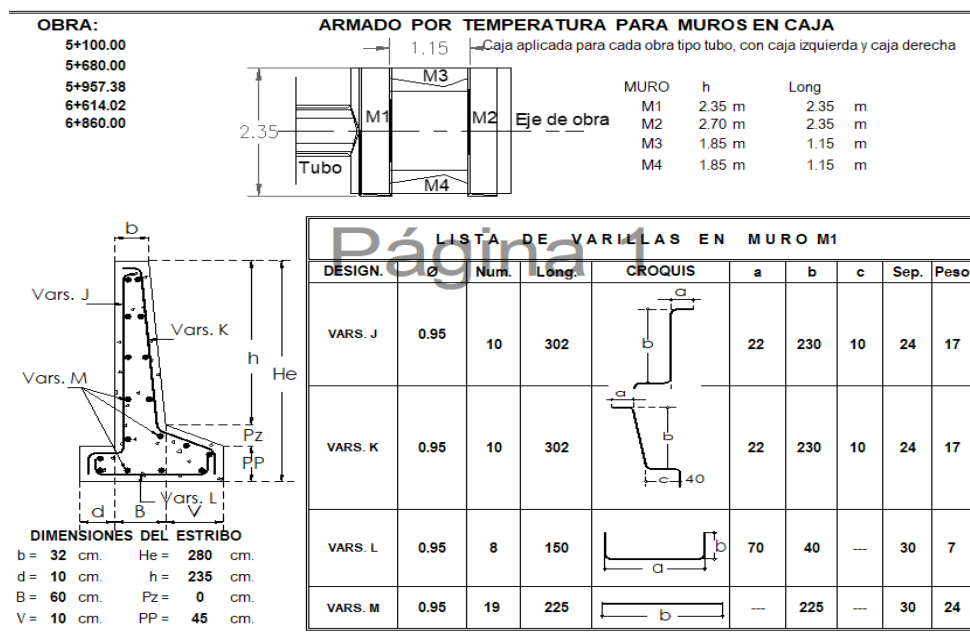 OBRA:
5+100.00
5+680.00
5+957.38
6+614.02
6+860.00
ARMADO POR TEMPERATURA PARA MUROS EN CAJA
Caja aplicada para cada obra tipo tubo, con caja izquierda y caja derecha
1.15
2.35
M3
M1
M2
M4
Tubo
Eje de obra
MURO h Long
M1 2.35 m 2.35 m
M2 2.70 m 2.35 m
M3 1.85 m 1.15 m
M4 1.85 m 1.15 m
b
Vars. J
Vars. K
Vars. M
h
He
Pz
PP
Vars. L
d B V
DIMENSIONES DEL ESTRIBO
b = 32 cm. He = 280 cm.
d = 10 cm. h = 235 cm.
B = 60 cm. Pz = 0 cm.
V = 10 cm. PP = 45 cm.
Página 1
LISTA DE VARILLAS EN MURO M1
DESIGN. Ø Num. Long. CROQUIS a b c Sep. Peso
VARS. J 0.95 10 302 a b 22 230 10 24 17
VARS. K 0.95 10 302 a b c 40 22 230 10 24 17
VARS. L 0.95 8 150 a b 70 40 --- 30 7
VARS. M 0.95 19 225 b --- 225 --- 30 24